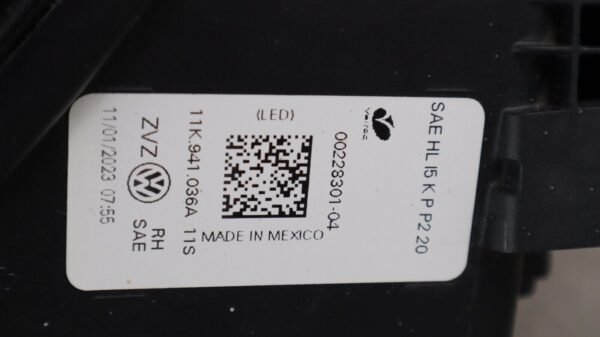 SAE HL I5 K P P2 20
Valeo
00228301-04
(LED)
MADE IN MEXICO
11K.941.036A 11S
ZVZ RH
SAE
11/01/2023 07:55